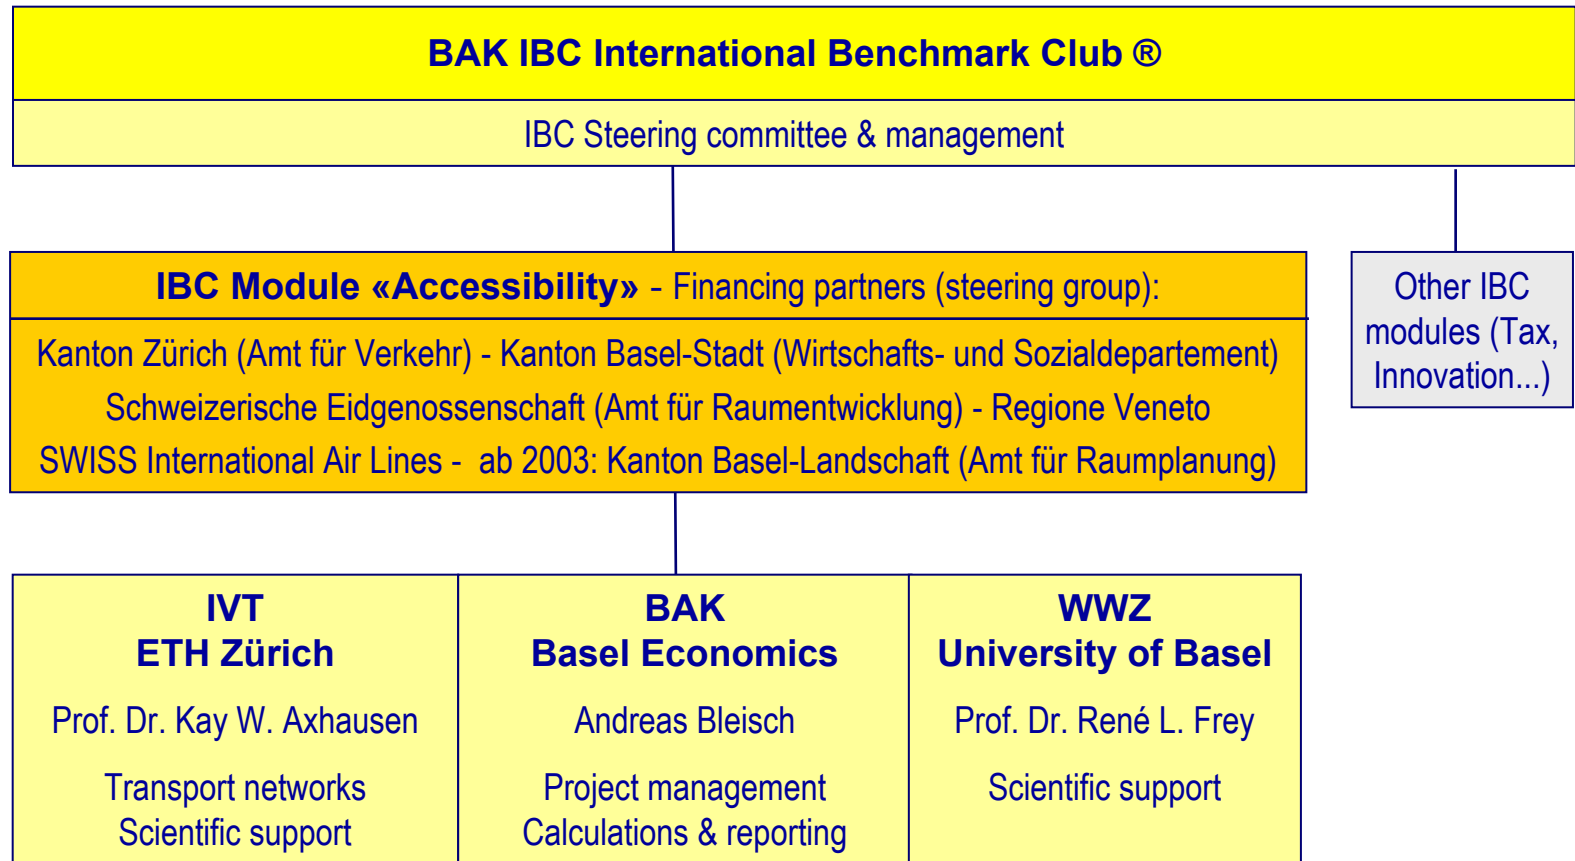 BAK IBC International Benchmark Club ®
IBC Steering committee & management
IBC Module «Accessibility» - Financing partners (steering group):
Kanton Zürich (Amt für Verkehr) - Kanton Basel-Stadt (Wirtschafts- und Sozialdepartement)
Schweizerische Eidgenossenschaft (Amt für Raumentwicklung) - Regione Veneto
SWISS International Air Lines - ab 2003: Kanton Basel-Landschaft (Amt für Raumplanung)
Other IBC
modules (Tax,
Innovation...)
IVT
ETH Zürich
Prof. Dr. Kay W. Axhausen
Transport networks
Scientific support
BAK
Basel Economics
Andreas Bleisch
Project management
Calculations & reporting
WWZ
University of Basel
Prof. Dr. René L. Frey
Scientific support